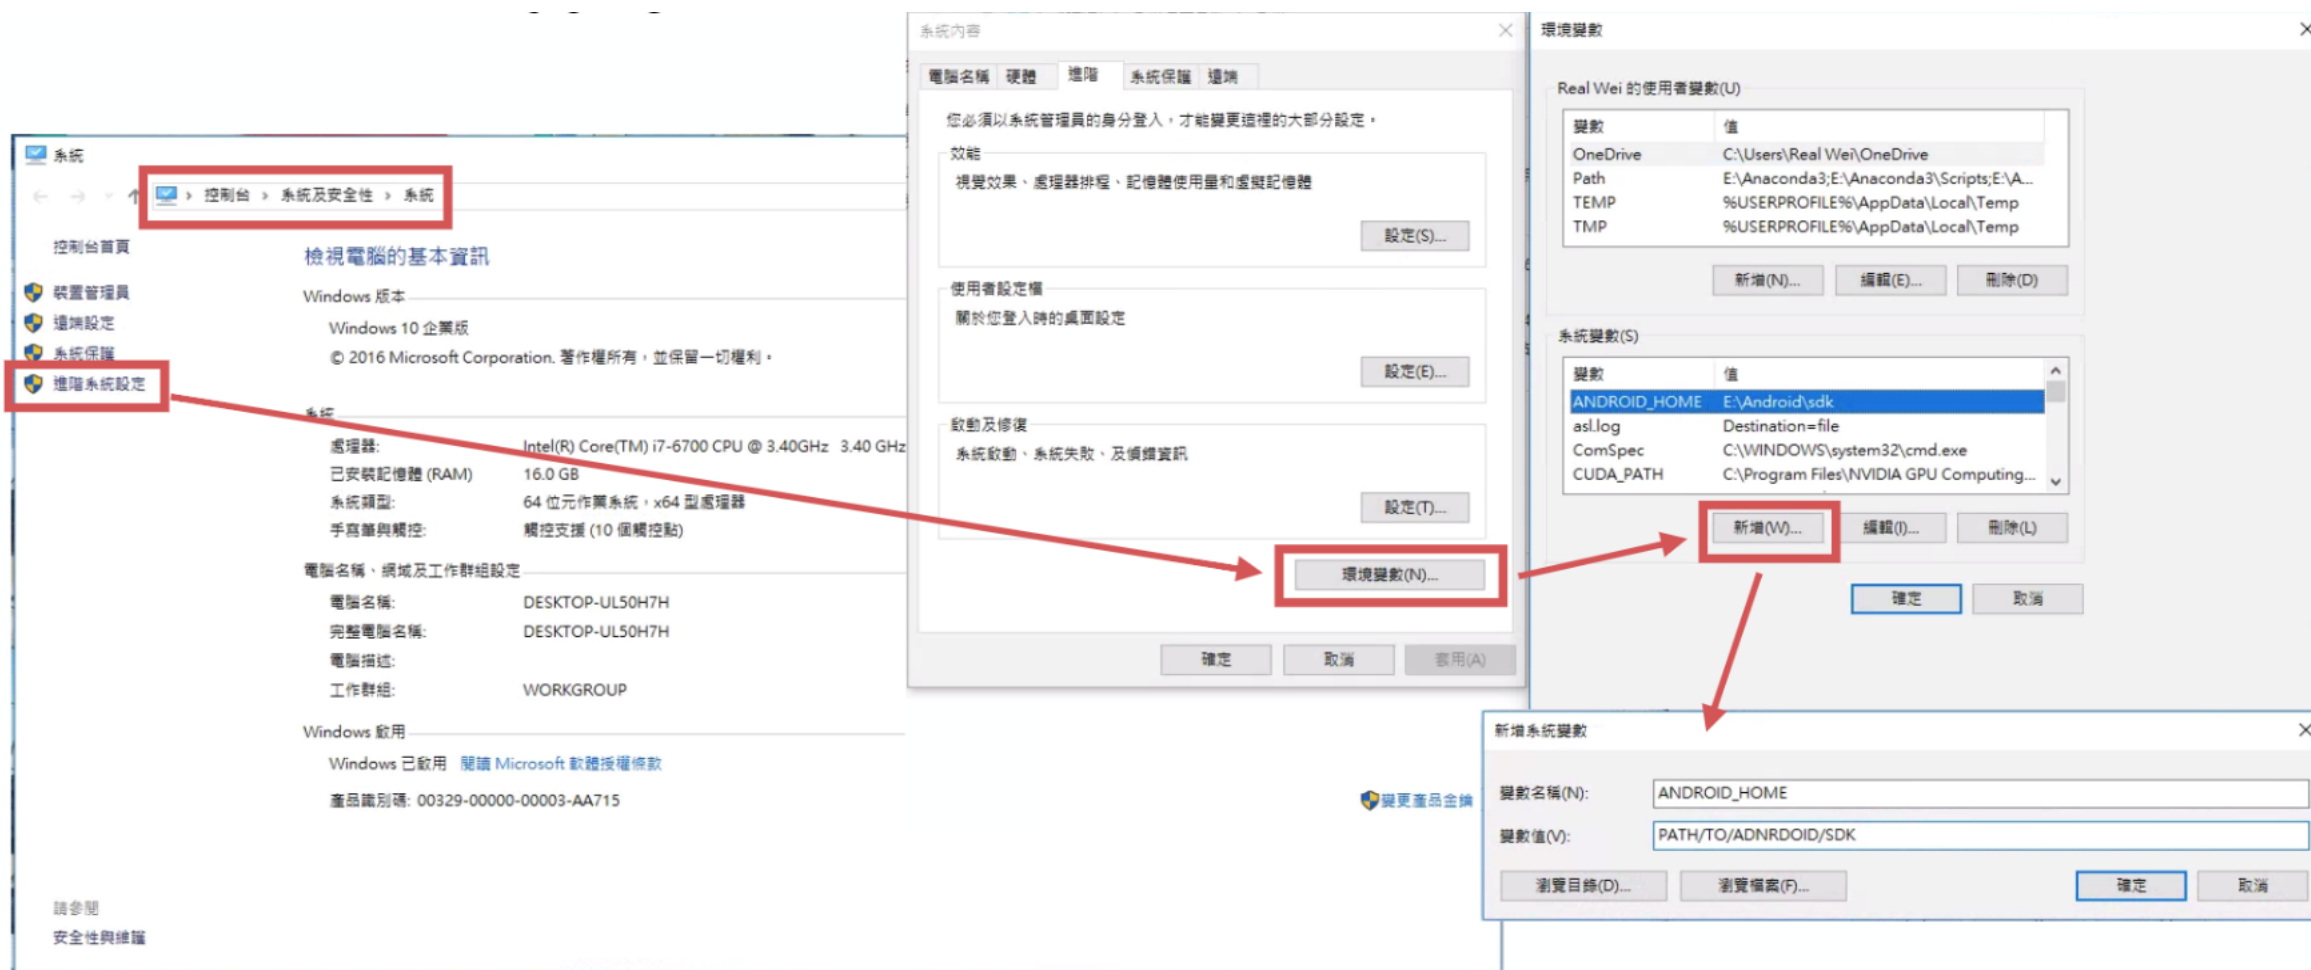 系統
控制台 › 系統及安全性 › 系統
控制台首頁
裝置管理員
遠端設定
系統保護
進階系統設定
檢視電腦的基本資訊
Windows 版本
Windows 10 企業版
© 2016 Microsoft Corporation. 著作權所有，並保留一切權利。
系統
處理器: Intel(R) Core(TM) i7-6700 CPU @ 3.40GHz 3.40 GHz
已安裝記憶體 (RAM) 16.0 GB
系統類型: 64 位元作業系統，x64 型處理器
手寫筆與觸控: 觸控支援 (10 個觸控點)
電腦名稱、網域及工作群組設定
電腦名稱: DESKTOP-UL50H7H
完整電腦名稱: DESKTOP-UL50H7H
電腦描述:
工作群組: WORKGROUP
Windows 啟用
Windows 已啟用 閱讀 Microsoft 軟體授權條款
產品識別碼: 00329-00000-00003-AA715
變更產品金鑰
請參閱
安全性與維護
系統內容
電腦名稱 硬體 進階 系統保護 遠端
您必須以系統管理員的身分登入，才能變更這裡的大部分設定。
效能
視覺效果、處理器排程、記憶體使用量和虛擬記憶體
設定(S)...
使用者設定檔
關於您登入時的桌面設定
設定(E)...
啟動及修復
系統啟動、系統失敗、及偵錯資訊
設定(T)...
環境變數(N)...
確定 取消 套用(A)
環境變數
Real Wei 的使用者變數(U)
變數 值
OneDrive C:\Users\Real Wei\OneDrive
Path E:\Anaconda3;E:\Anaconda3\Scripts;E:\A...
TEMP %USERPROFILE%\AppData\Local\Temp
TMP %USERPROFILE%\AppData\Local\Temp
新增(N)... 編輯(E)... 刪除(D)
系統變數(S)
變數 值
ANDROID_HOME E:\Android\sdk
asl.log Destination=file
ComSpec C:\WINDOWS\system32\cmd.exe
CUDA_PATH C:\Program Files\NVIDIA GPU Computing...
新增(W)... 編輯(I)... 刪除(L)
確定 取消
新增系統變數
變數名稱(N): ANDROID_HOME
變數值(V): PATH/TO/ADNRDOID/SDK
瀏覽目錄(D)... 瀏覽檔案(F)... 確定 取消